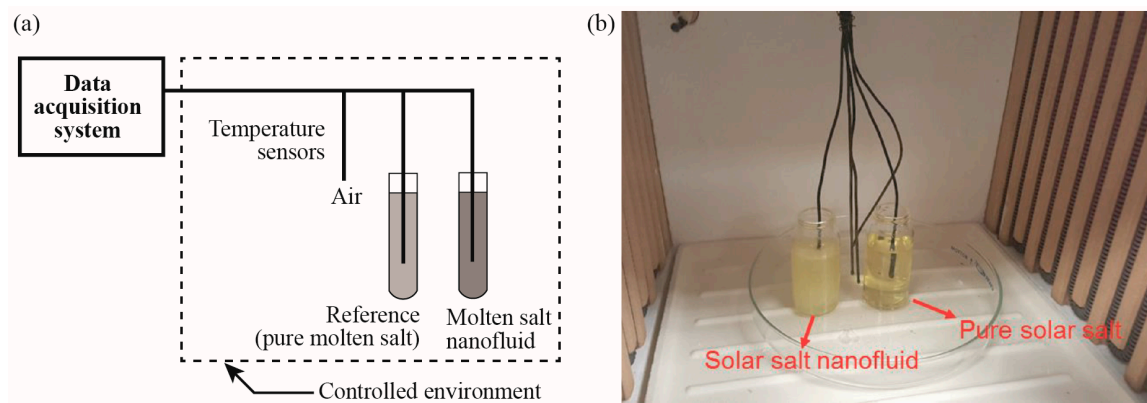 (a)
Data
acquisition
system
Temperature
sensors
Air
Reference
(pure molten salt)
Molten salt
nanofluid
Controlled environment
(b)
Solar salt nanofluid
Pure solar salt